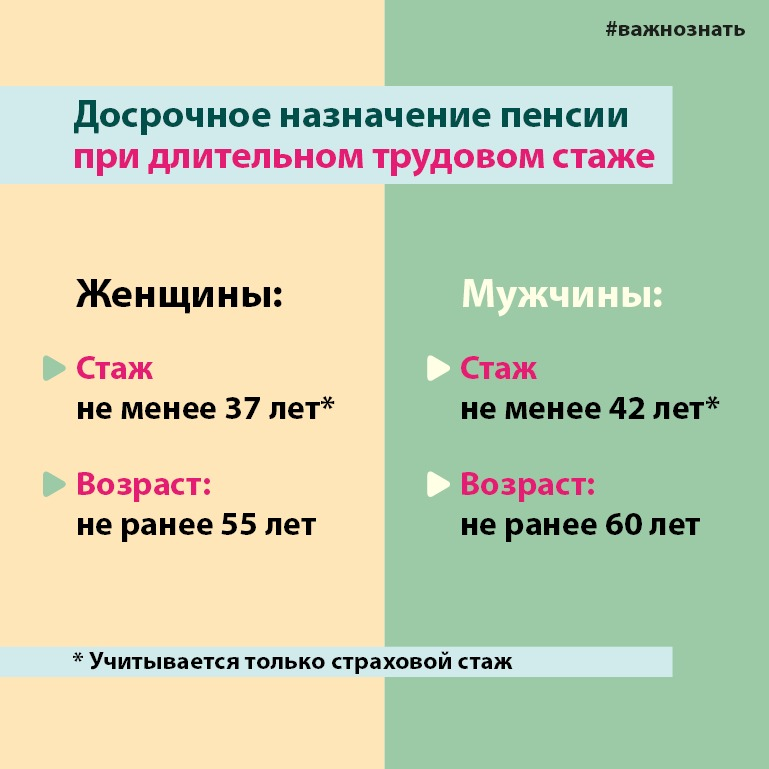 #важнознать
Досрочное назначение пенсии
при длительном трудовом стаже
Женщины:
Стаж
не менее 37 лет*
Возраст:
не ранее 55 лет
Мужчины:
Стаж
не менее 42 лет*
Возраст:
не ранее 60 лет
* Учитывается только страховой стаж